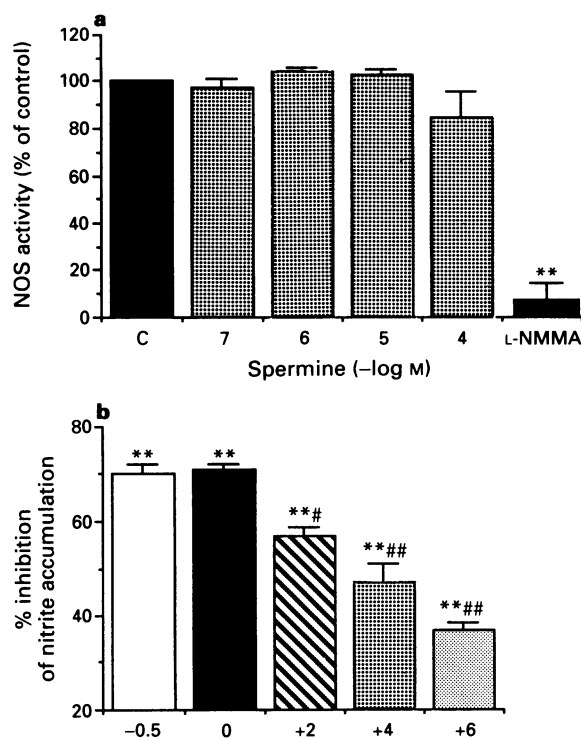 a
120
100
80
60
40
20
0
NOS activity (% of control)
**
C 7 6 5 4 L-NMMA
Spermine (–log M)
b
80
60
40
20
% inhibition
of nitrite accumulation
** ** **# **## **##
–0.5 0 +2 +4 +6